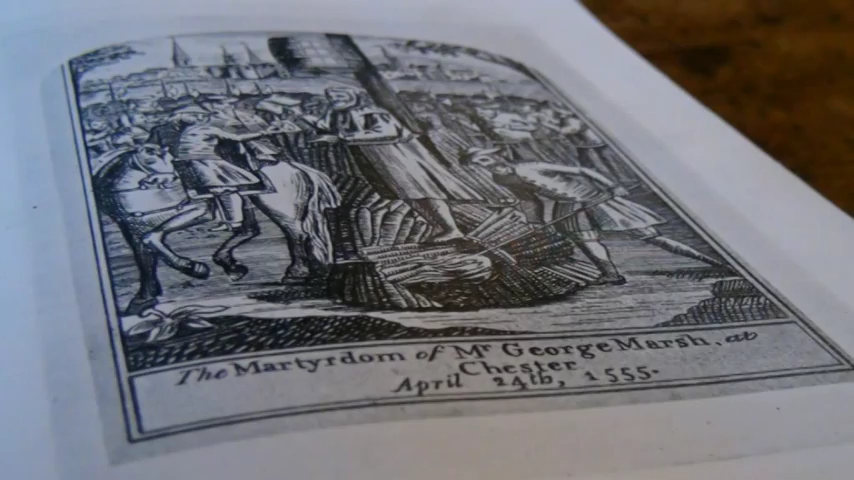 The Martyrdom of Mr George Marsh, at
Chester
April 24th, 1555.